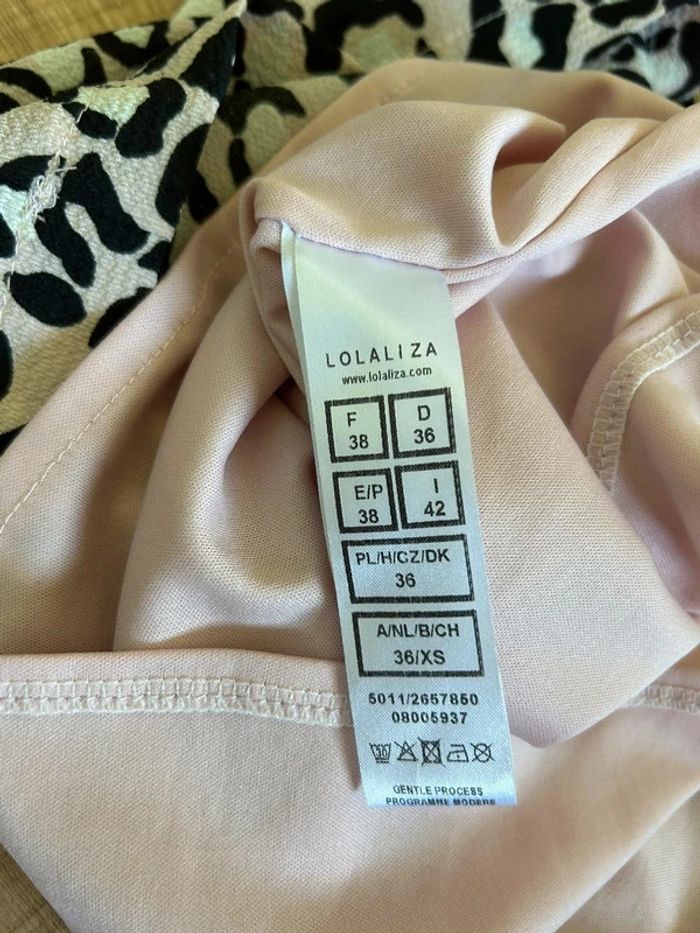 LOLALIZA
www.lolaliza.com
F D
38 36
E/P I
38 42
PL/H/CZ/DK
36
A/NL/B/CH
36/XS
5011/2657850
08005937
30
GENTLE PROCESS
PROGRAMME MODERE